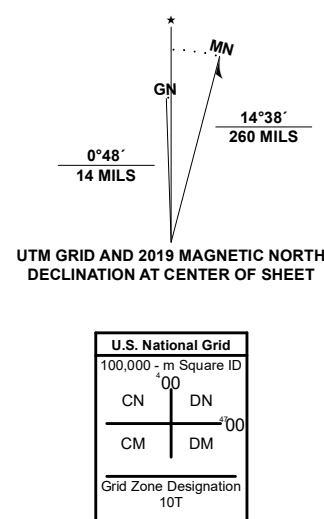 ★
MN
GN
14°38´
260 MILS
0°48´
14 MILS
UTM GRID AND 2019 MAGNETIC NORTH
DECLINATION AT CENTER OF SHEET
U.S. National Grid
100,000 - m Square ID
⁴00
CN DN
⁴⁷00
CM DM
Grid Zone Designation
10T